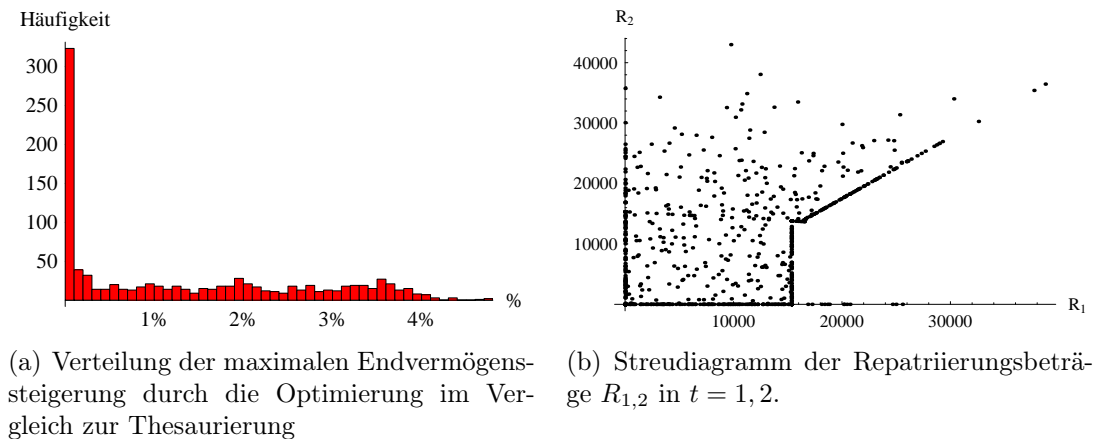 Häufigkeit
300
250
200
150
100
50
1%
2%
3%
4%
%
R₂
40000
30000
20000
10000
10000
20000
30000
R₁
(a) Verteilung der maximalen Endvermögens-
steigerung durch die Optimierung im Ver-
gleich zur Thesaurierung
(b) Streudiagramm der Repatriierungsbeträ-
ge R₁,₂ in t = 1, 2.